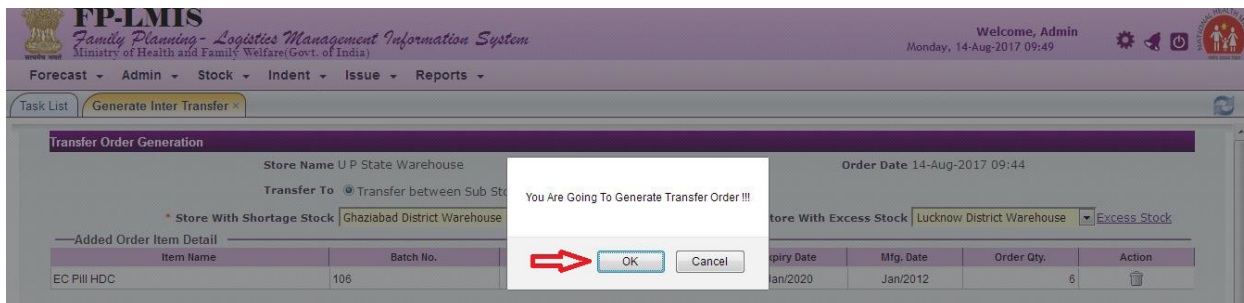 FP-LMIS
Family Planning- Logistics Management Information System
Ministry of Health and Family Welfare(Govt. of India)
Welcome, Admin
Monday, 14-Aug-2017 09:49
Forecast Admin Stock Indent Issue Reports
Task List Generate Inter Transfer ×
Transfer Order Generation
Store Name U P State Warehouse Order Date 14-Aug-2017 09:44
Transfer To Transfer between Sub Sto
You Are Going To Generate Transfer Order !!!
* Store With Shortage Stock Ghaziabad District Warehouse tore With Excess Stock Lucknow District Warehouse Excess Stock
Added Order Item Detail
Item Name Batch No. xpiry Date Mfg. Date Order Qty. Action
OK Cancel
EC Pill HDC 106 Jan/2020 Jan/2012 6